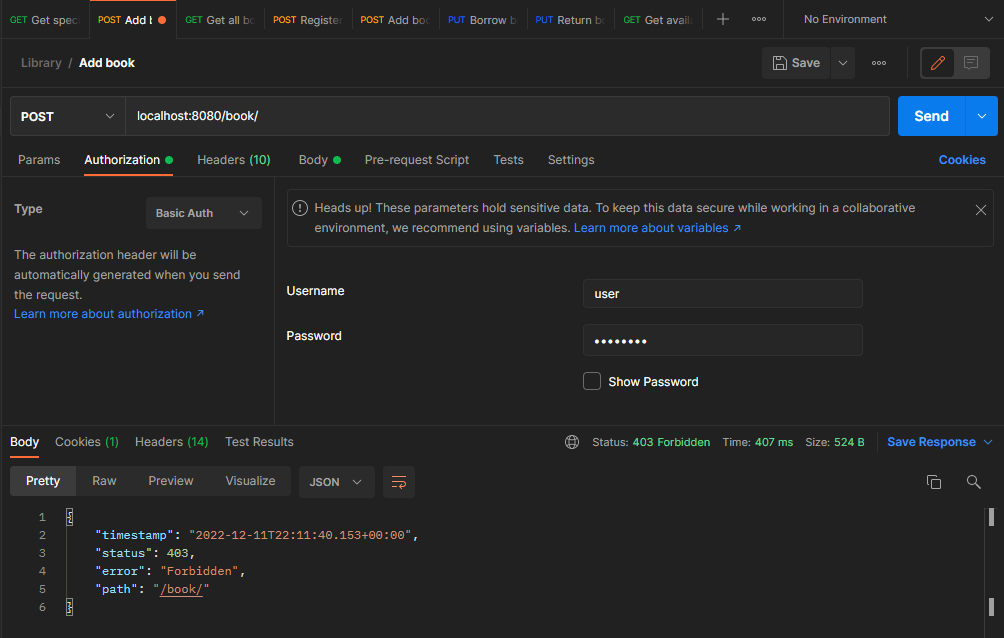 GET Get spec POST Add b GET Get all bo POST Register POST Add boo PUT Borrow b PUT Return b GET Get avail No Environment
Library / Add book Save
POST localhost:8080/book/ Send
Params Authorization Headers (10) Body Pre-request Script Tests Settings Cookies
Type Basic Auth
The authorization header will be
automatically generated when you send
the request.
Learn more about authorization ↗
Heads up! These parameters hold sensitive data. To keep this data secure while working in a collaborative
environment, we recommend using variables. Learn more about variables ↗
Username user
Password ••••••••
Show Password
Body Cookies (1) Headers (14) Test Results Status: 403 Forbidden Time: 407 ms Size: 524 B Save Response
Pretty Raw Preview Visualize JSON
1 {
2 "timestamp": "2022-12-11T22:11:40.153+00:00",
3 "status": 403,
4 "error": "Forbidden",
5 "path": "/book/"
6 }